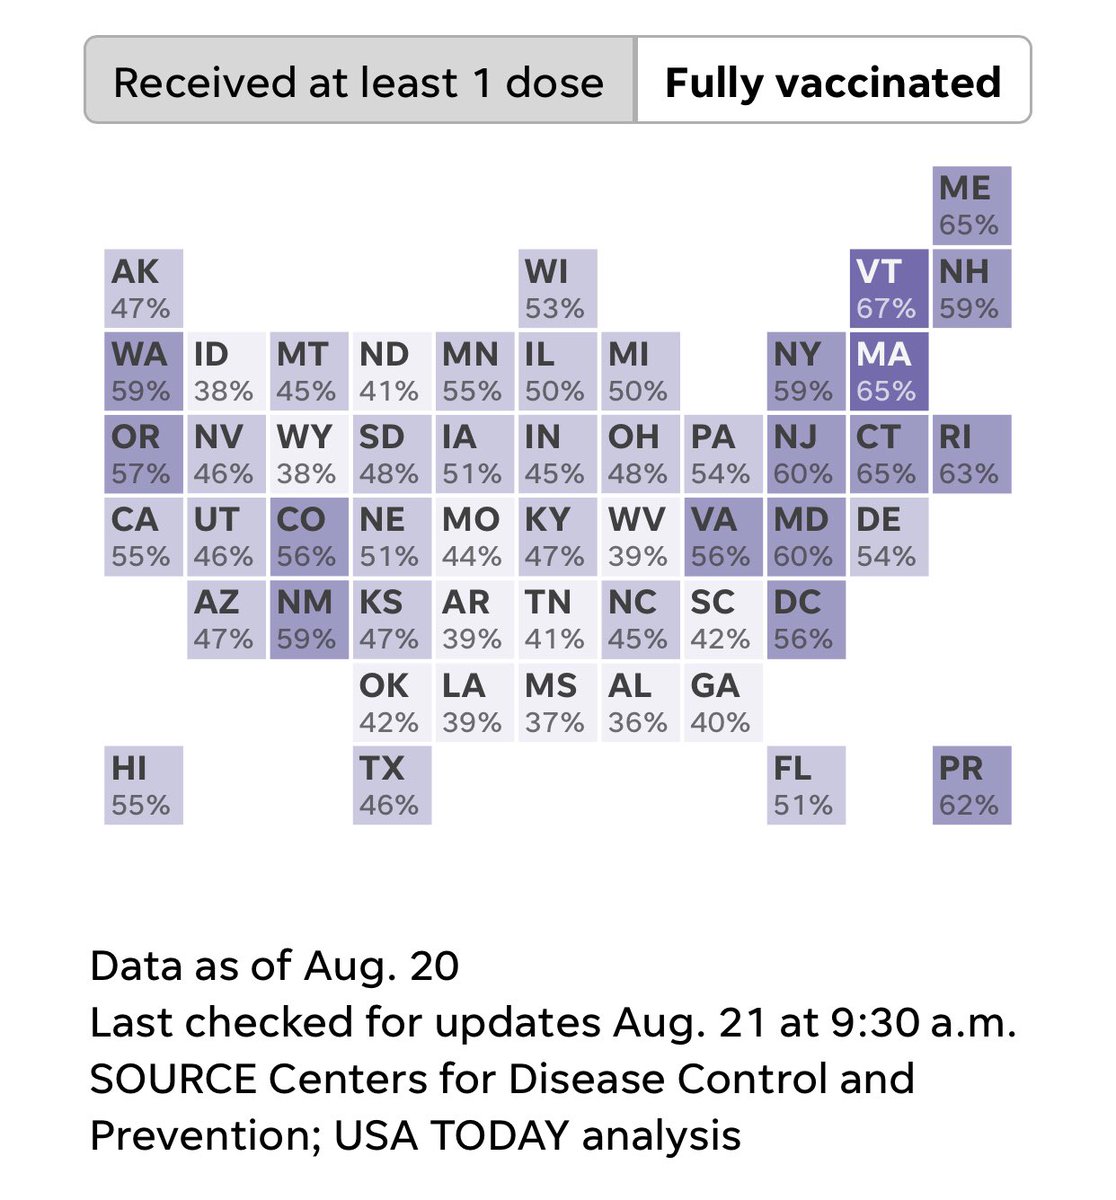 Received at least 1 dose Fully vaccinated
ME
65%
AK WI VT NH
47% 53% 67% 59%
WA ID MT ND MN IL MI NY MA
59% 38% 45% 41% 55% 50% 50% 59% 65%
OR NV WY SD IA IN OH PA NJ CT RI
57% 46% 38% 48% 51% 45% 48% 54% 60% 65% 63%
CA UT CO NE MO KY WV VA MD DE
55% 46% 56% 51% 44% 47% 39% 56% 60% 54%
AZ NM KS AR TN NC SC DC
47% 59% 47% 39% 41% 45% 42% 56%
OK LA MS AL GA
42% 39% 37% 36% 40%
HI TX FL PR
55% 46% 51% 62%
Data as of Aug. 20
Last checked for updates Aug. 21 at 9:30 a.m.
SOURCE Centers for Disease Control and
Prevention; USA TODAY analysis